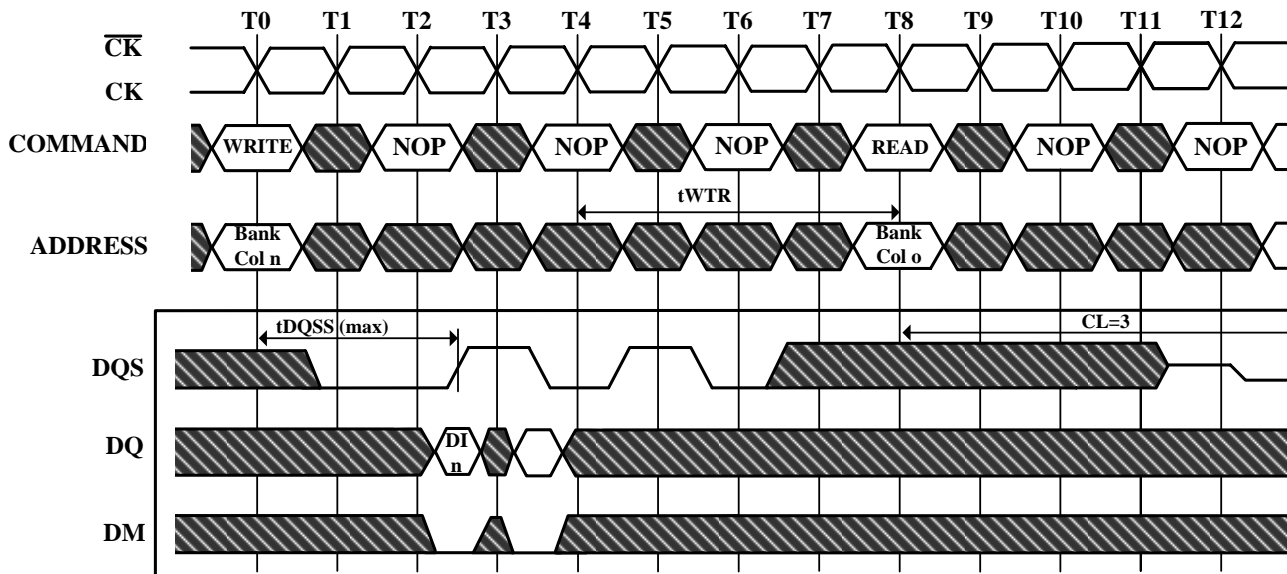 T0 T1 T2 T3 T4 T5 T6 T7 T8 T9 T10 T11 T12
CK
CK
COMMAND WRITE NOP NOP NOP READ NOP NOP
tWTR
ADDRESS Bank Col n Bank Col o
tDQSS (max) CL=3
DQS
DQ DI n
DM